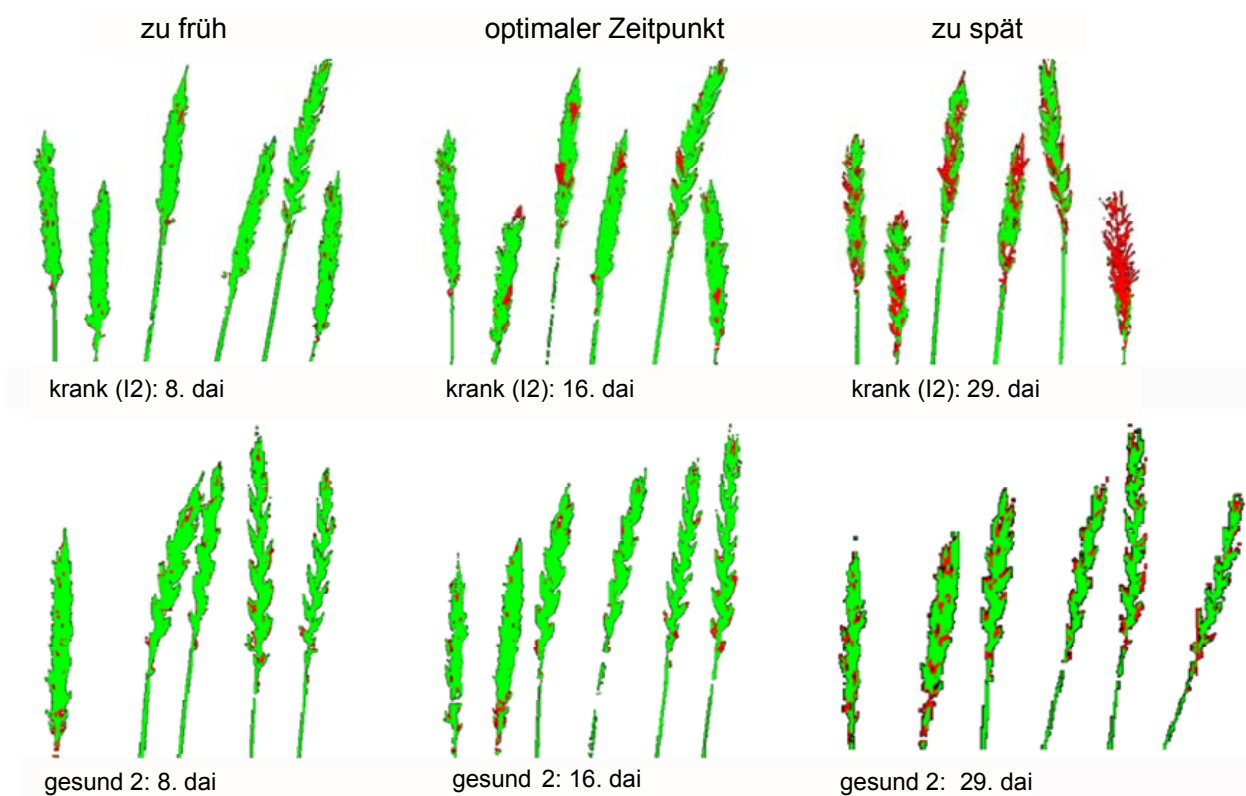 zu früh optimaler Zeitpunkt zu spät
krank (I2): 8. dai krank (I2): 16. dai krank (I2): 29. dai
gesund 2: 8. dai gesund 2: 16. dai gesund 2: 29. dai